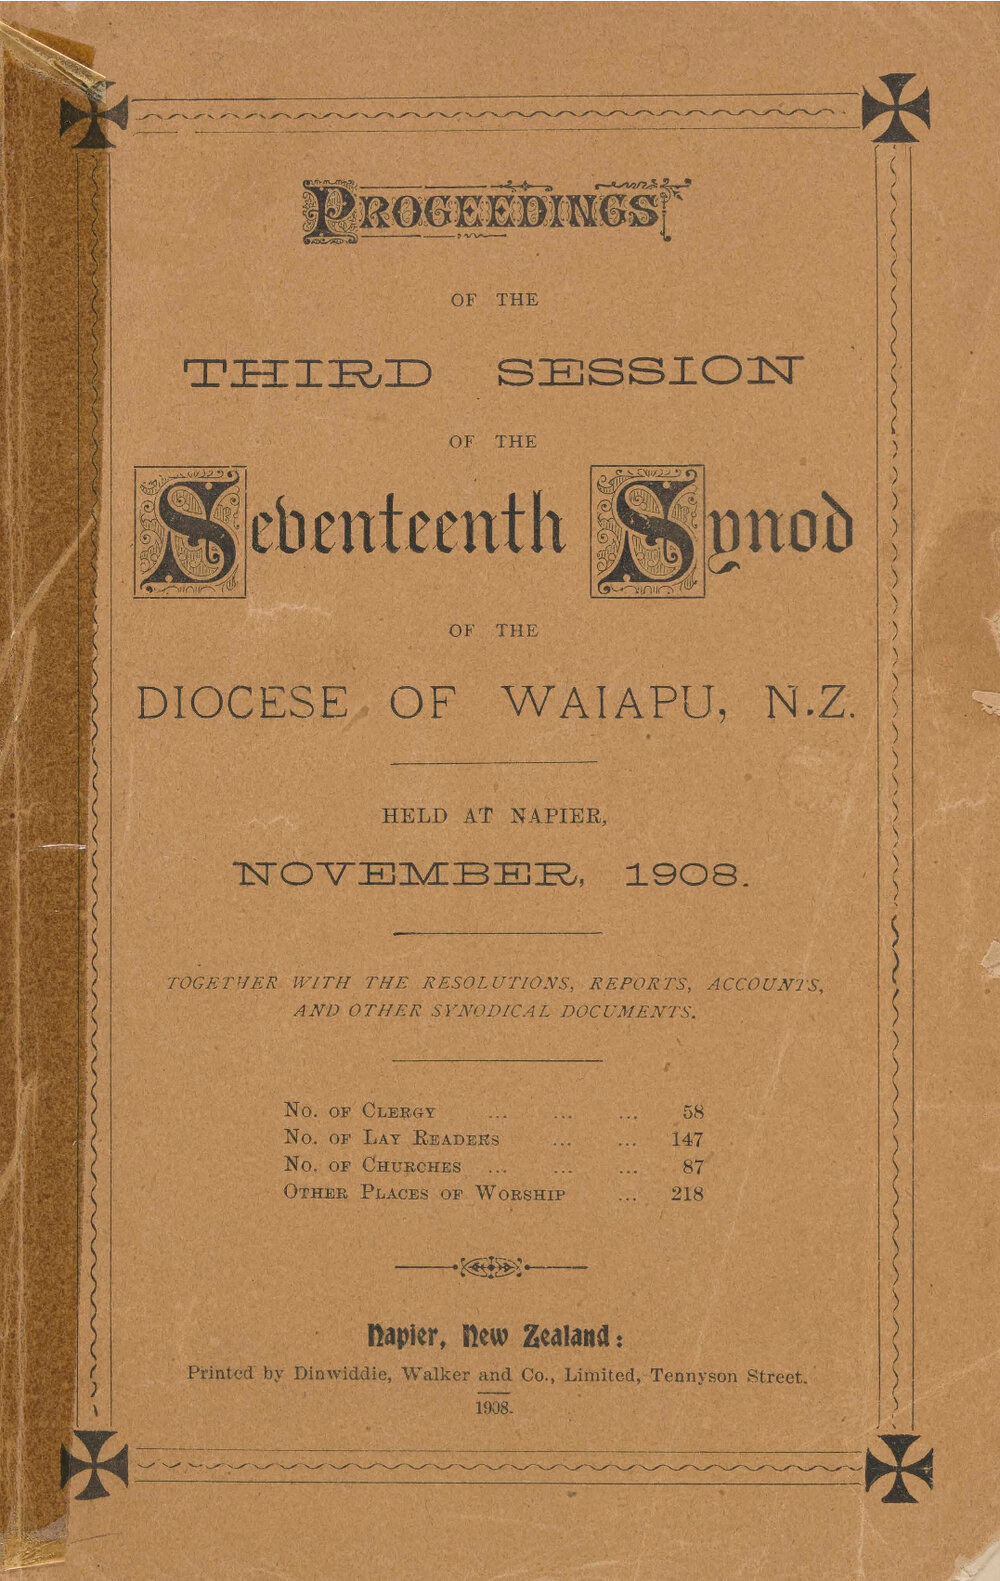 PROCEEDINGS
OF THE
THIRD SESSION
OF THE
Seventeenth Synod
OF THE
DIOCESE OF WAIAPU, N.Z.
HELD AT NAPIER,
NOVEMBER, 1908.
TOGETHER WITH THE RESOLUTIONS, REPORTS, ACCOUNTS,
AND OTHER SYNODICAL DOCUMENTS.
NO. OF CLERGY ... ... ... 58
NO. OF LAY READERS ... ... 147
NO. OF CHURCHES ... ... ... 87
OTHER PLACES OF WORSHIP ... 218
Napier, New Zealand:
Printed by Dinwiddie, Walker and Co., Limited, Tennyson Street.
1908.